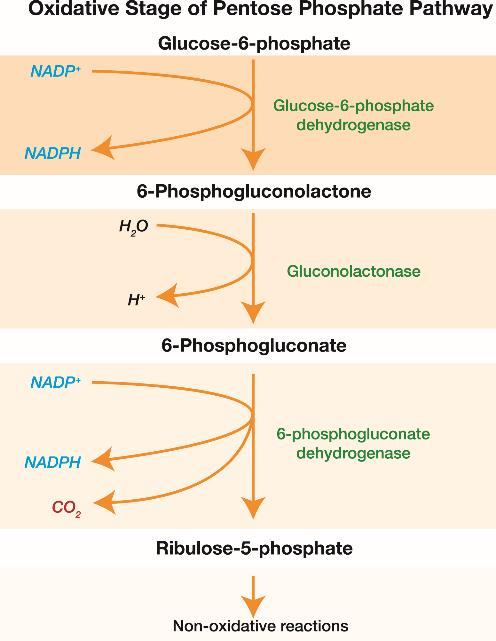 Oxidative Stage of Pentose Phosphate Pathway
Glucose-6-phosphate
NADP⁺
Glucose-6-phosphate
dehydrogenase
NADPH
6-Phosphogluconolactone
H₂O
Gluconolactonase
H⁺
6-Phosphogluconate
NADP⁺
6-phosphogluconate
dehydrogenase
NADPH
CO₂
Ribulose-5-phosphate
Non-oxidative reactions